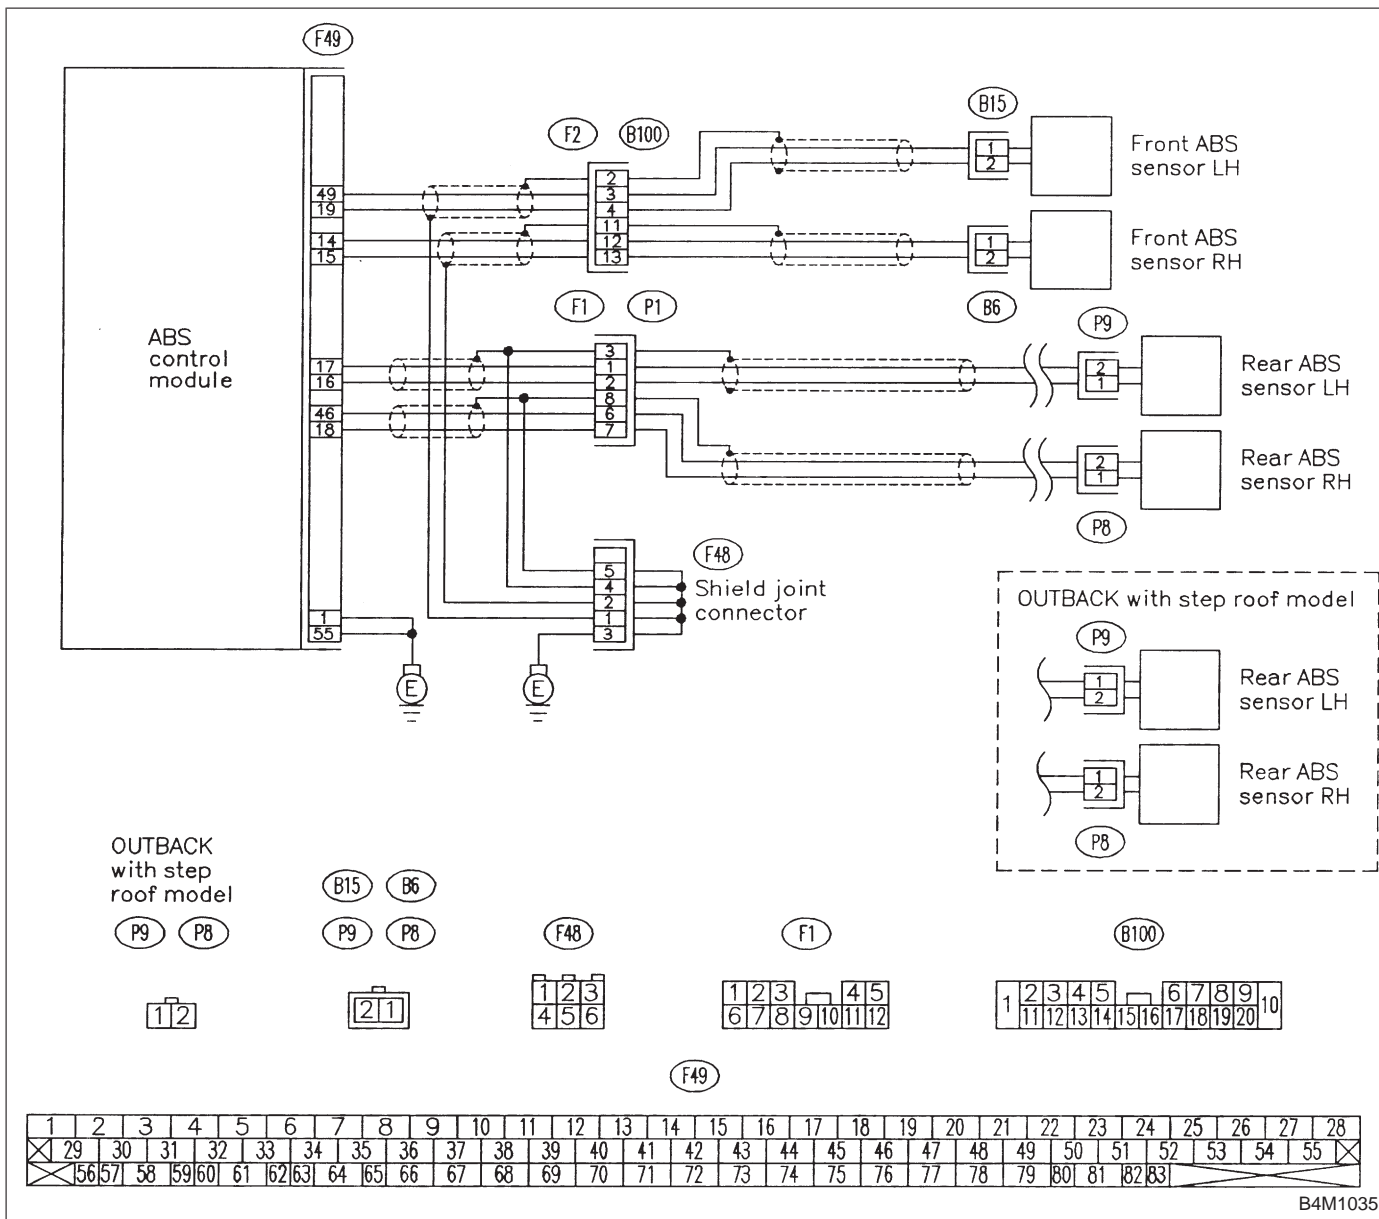 F49
B15
F2 B100
Front ABS
sensor LH
1
2
49
19
14
15
2
3
4
11
12
13
Front ABS
sensor RH
1
2
F1 P1
B6
P9
ABS
control
module
17
16
46
18
3
1
2
8
6
7
2
1
Rear ABS
sensor LH
2
1
Rear ABS
sensor RH
P8
F48
Shield joint
connector
5
4
2
1
3
1
55
E E
OUTBACK with step roof model
P9
1
2
Rear ABS
sensor LH
1
2
Rear ABS
sensor RH
P8
OUTBACK
with step
roof model
P9 P8
1 2
B15 B6
P9 P8
2 1
F48
1 2 3
4 5 6
F1
1 2 3 4 5
6 7 8 9 10 11 12
B100
1 2 3 4 5 6 7 8 9 10
11 12 13 14 15 16 17 18 19 20
F49
1 2 3 4 5 6 7 8 9 10 11 12 13 14 15 16 17 18 19 20 21 22 23 24 25 26 27 28
29 30 31 32 33 34 35 36 37 38 39 40 41 42 43 44 45 46 47 48 49 50 51 52 53 54 55
56 57 58 59 60 61 62 63 64 65 66 67 68 69 70 71 72 73 74 75 76 77 78 79 80 81 82 83
B4M1035